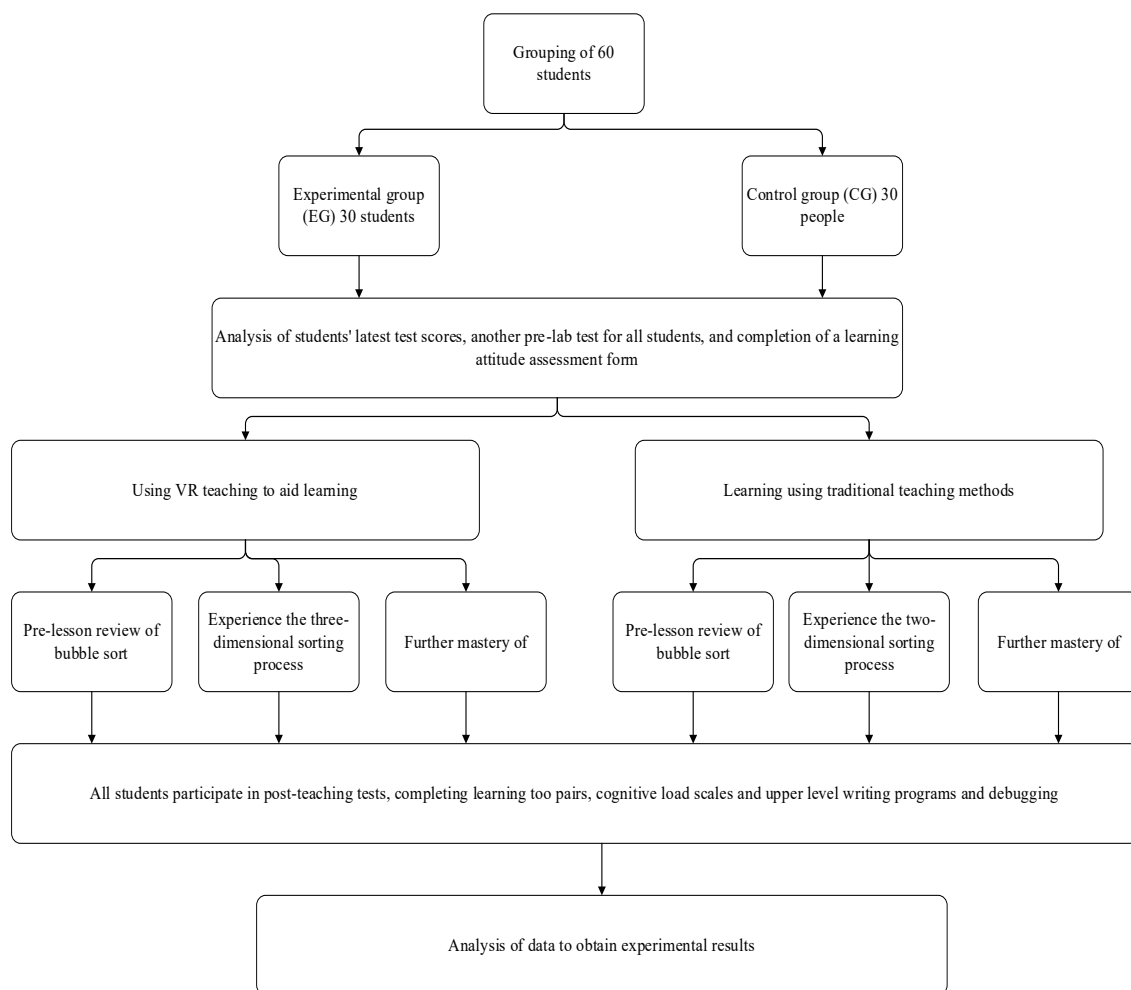 Grouping of 60
students
Experimental group
(EG) 30 students
Control group (CG) 30
people
Analysis of students' latest test scores, another pre-lab test for all students, and completion of a learning
attitude assessment form
Using VR teaching to aid learning
Learning using traditional teaching methods
Pre-lesson review of
bubble sort
Experience the three-
dimensional sorting
process
Further mastery of
Pre-lesson review of
bubble sort
Experience the two-
dimensional sorting
process
Further mastery of
All students participate in post-teaching tests, completing learning too pairs, cognitive load scales and upper level writing programs and debugging
Analysis of data to obtain experimental results